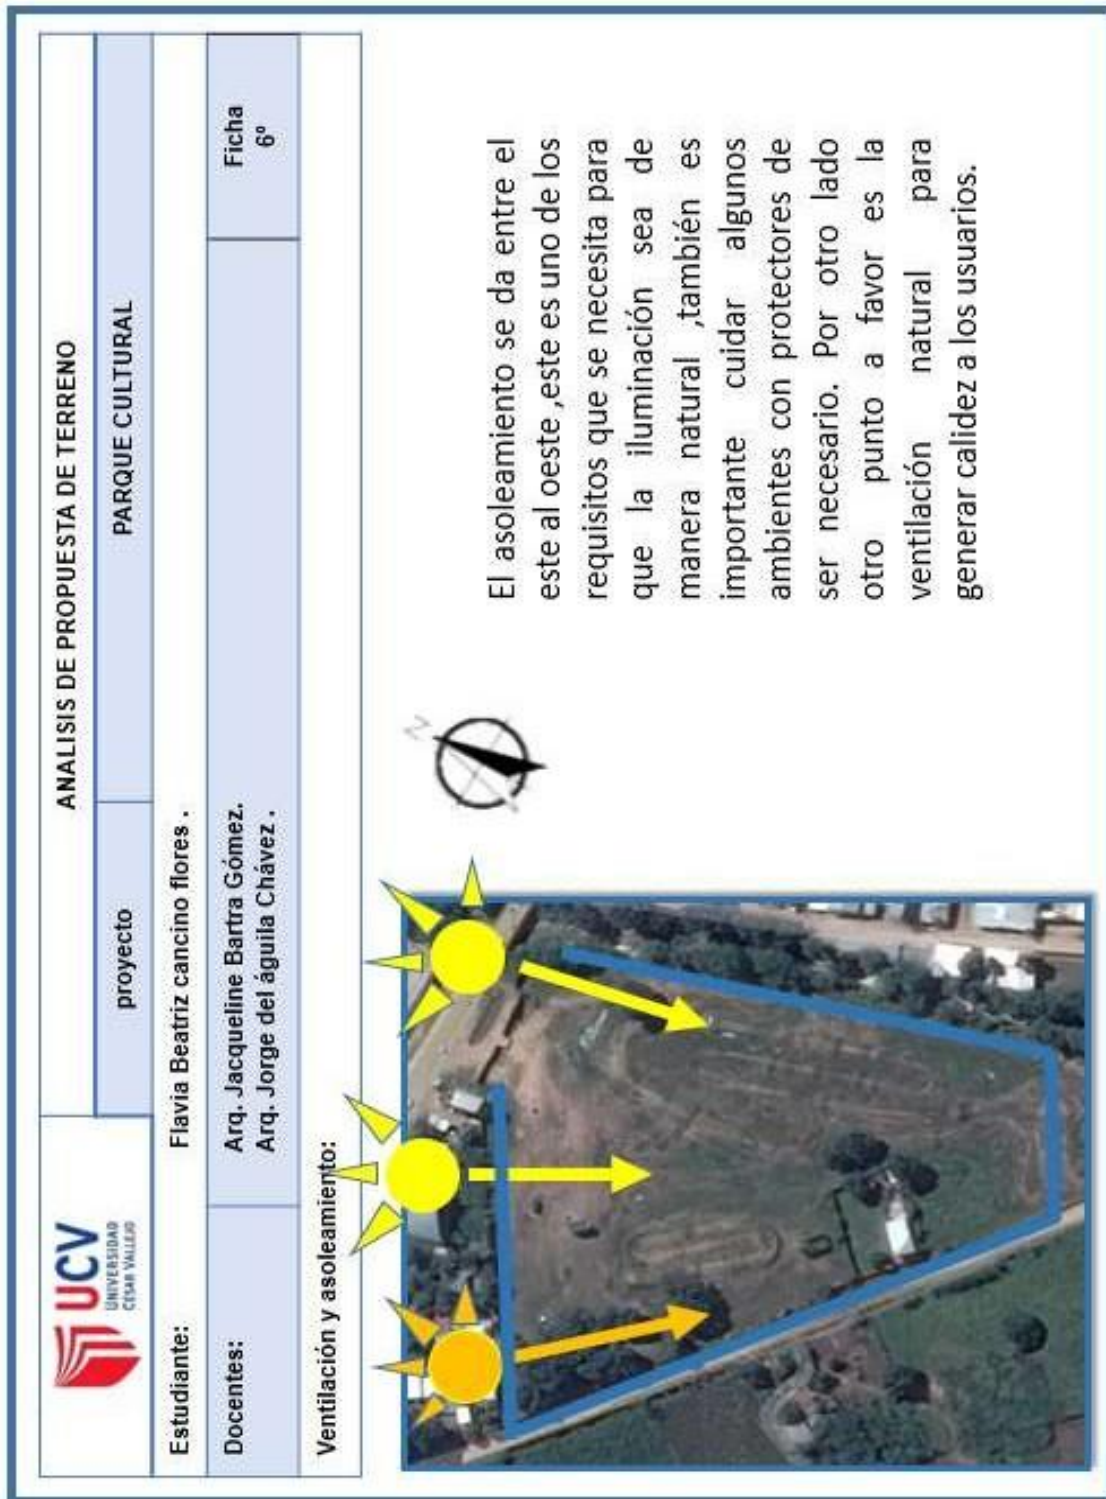 UCV
UNIVERSIDAD
CÉSAR VALLEJO
ANALISIS DE PROPUESTA DE TERRENO
proyecto
PARQUE CULTURAL
Estudiante:
Flavia Beatriz cancino flores .
Docentes:
Arq. Jacqueline Bartra Gómez.
Arq. Jorge del águila Chávez .
Ficha
6º
Ventilación y asoleamiento:
N
El asoleamiento se da entre el
este al oeste ,este es uno de los
requisitos que se necesita para
que la iluminación sea de
manera natural ,también es
importante cuidar algunos
ambientes con protectores de
ser necesario. Por otro lado
otro punto a favor es la
ventilación natural para
generar calidez a los usuarios.